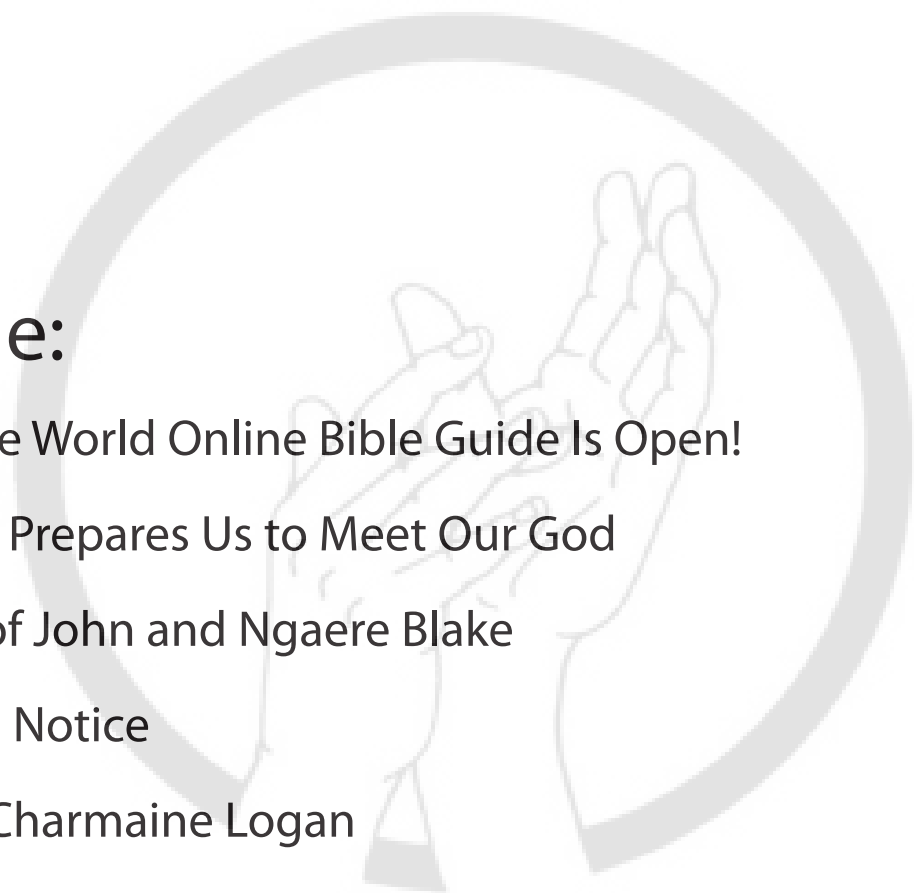 e:
e World Online Bible Guide Is Open!
Prepares Us to Meet Our God
of John and Ngaere Blake
Notice
Charmaine Logan